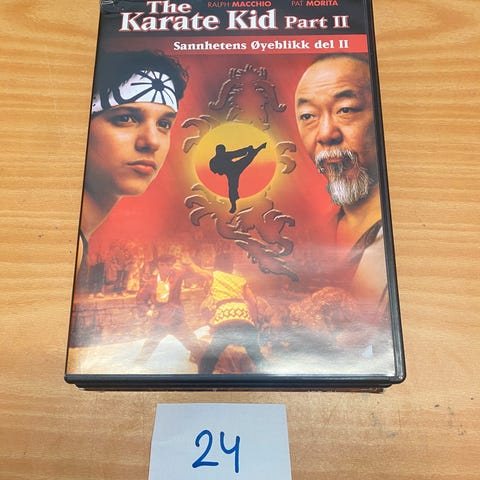 RALPH MACCHIO PAT MORITA
The
Karate Kid Part II
Sannhetens Øyeblikk del II
24